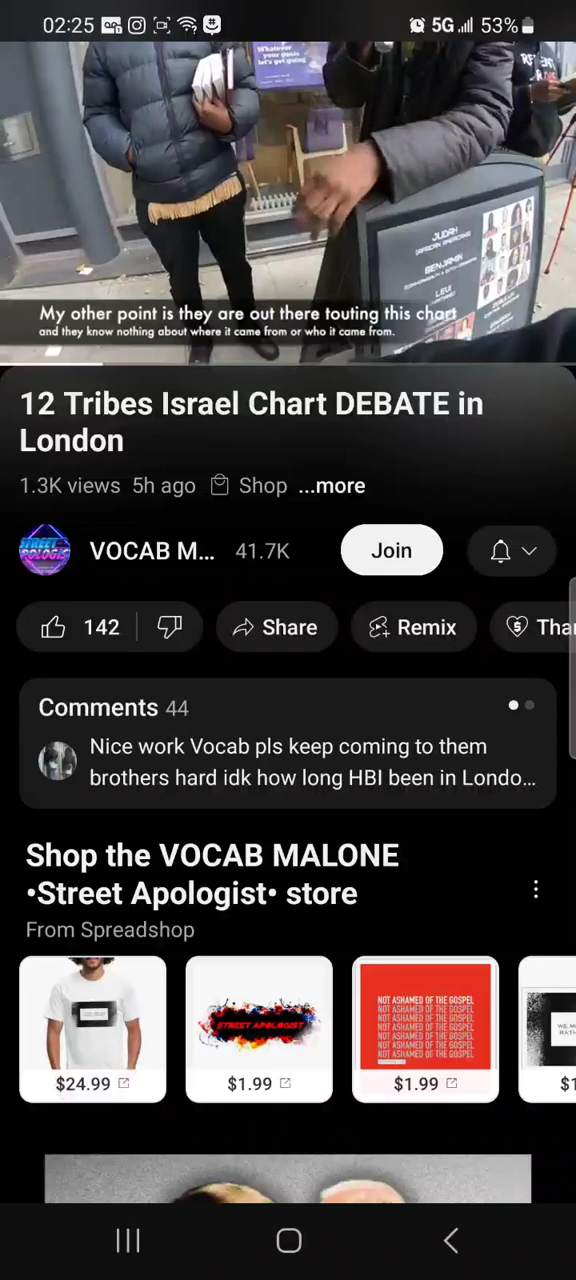 02:25
5G
53%
Whatever
your goals
let's get going
JUDAH
BENJAMIN
LEVI
My other point is they are out there touting this chart
and they know nothing about where it came from or who it came from.
12 Tribes Israel Chart DEBATE in
London
1.3K views 5h ago Shop ...more
VOCAB M... 41.7K Join
142 Share Remix Than
Comments 44
Nice work Vocab pls keep coming to them
brothers hard idk how long HBI been in Londo...
Shop the VOCAB MALONE
•Street Apologist• store
From Spreadshop
STREET APOLOGIST
NOT ASHAMED OF THE GOSPEL
NOT ASHAMED OF THE GOSPEL
NOT ASHAMED OF THE GOSPEL
NOT ASHAMED OF THE GOSPEL
NOT ASHAMED OF THE GOSPEL
NOT ASHAMED OF THE GOSPEL
NOT ASHAMED OF THE GOSPEL
$24.99 $1.99 $1.99 $1